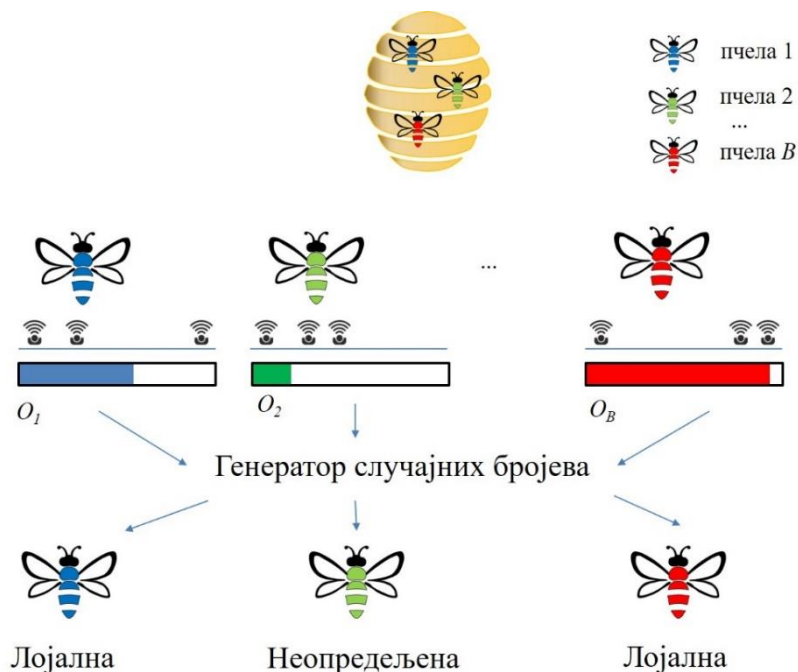 пчела 1
пчела 2
...
пчела B
...
O1
O2
OB
Генератор случајних бројева
Лојална
Неопредељена
Лојална